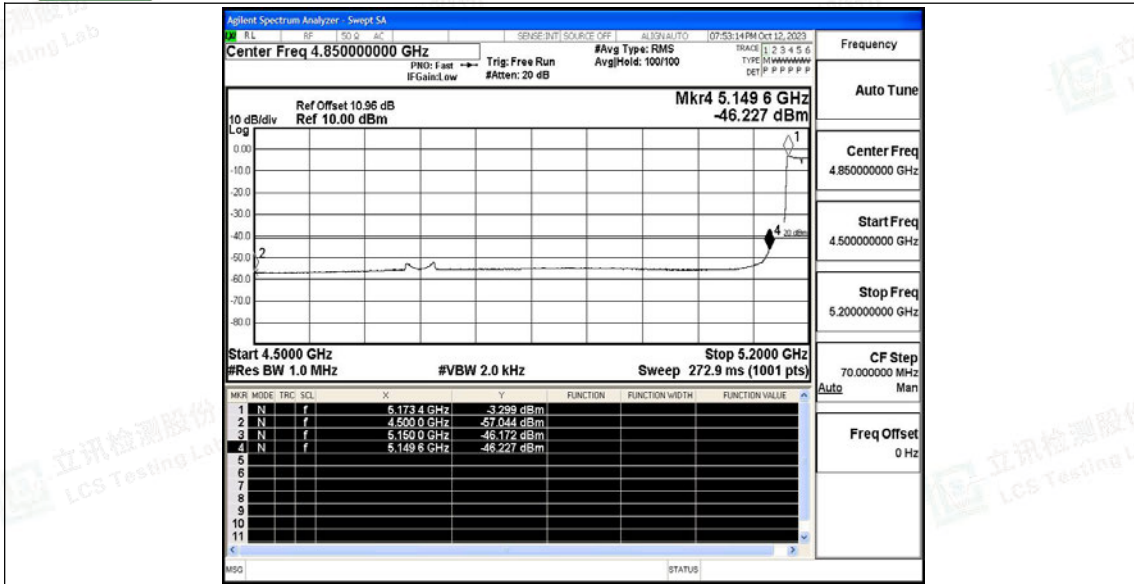 Agilent Spectrum Analyzer - Swept SA
RL RF 50 Ω AC SENSE:INT SOURCE OFF ALIGNAUTO 07:53:14 PM Oct 12, 2023
Center Freq 4.850000000 GHz #Avg Type: RMS TRACE 1 2 3 4 5 6
PNO: Fast Trig: Free Run Avg|Hold: 100/100 TYPE M W W W W W
IFGain:Low #Atten: 20 dB DET P P P P P P
Ref Offset 10.96 dB Mkr4 5.149 6 GHz
10 dB/div Ref 10.00 dBm -46.227 dBm
Log
1
0.00
-10.0
-20.0
-30.0
-40.0
4
-50.0
2
-60.0
-70.0
-80.0
Start 4.5000 GHz Stop 5.2000 GHz
#Res BW 1.0 MHz #VBW 2.0 kHz Sweep 272.9 ms (1001 pts)
MKR MODE TRC SCL X Y FUNCTION FUNCTION WIDTH FUNCTION VALUE
1 N f 5.173 4 GHz -3.299 dBm
2 N f 4.500 0 GHz -57.044 dBm
3 N f 5.150 0 GHz -46.172 dBm
4 N f 5.149 6 GHz -46.227 dBm
5
6
7
8
9
10
11
MSG STATUS
Frequency
Auto Tune
Center Freq
4.850000000 GHz
Start Freq
4.500000000 GHz
Stop Freq
5.200000000 GHz
CF Step
70.000000 MHz
Auto Man
Freq Offset
0 Hz
立讯检测股份
LCS Testing Lab
立讯检测股份